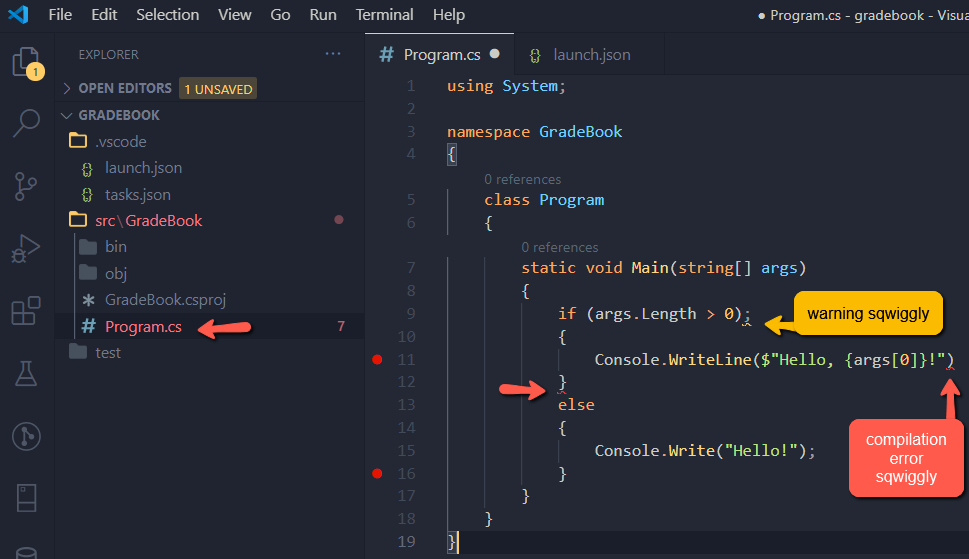 File Edit Selection View Go Run Terminal Help
● Program.cs - gradebook - Visua
EXPLORER ...
OPEN EDITORS 1 UNSAVED
GRADEBOOK
.vscode
{} launch.json
{} tasks.json
src\GradeBook
bin
obj
GradeBook.csproj
# Program.cs 7
test
1
# Program.cs ●
{} launch.json
1 using System;
2
3 namespace GradeBook
4 {
0 references
5 class Program
6 {
0 references
7 static void Main(string[] args)
8 {
9 if (args.Length > 0);
10 {
11 Console.WriteLine($"Hello, {args[0]}!")
12 }
13 else
14 {
15 Console.Write("Hello!");
16 }
17 }
18 }
19 }
warning sqwiggly
compilation
error
sqwiggly